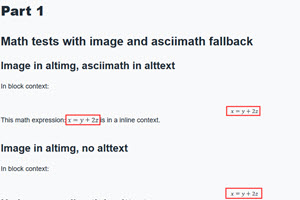 Part 1
Math tests with image and asciimath fallback
Image in altimg, asciimath in alttext
In block context:
x = y + 2z
This math expression: x = y + 2z is in a inline context.
Image in altimg, no alttext
In block context:
x = y + 2z